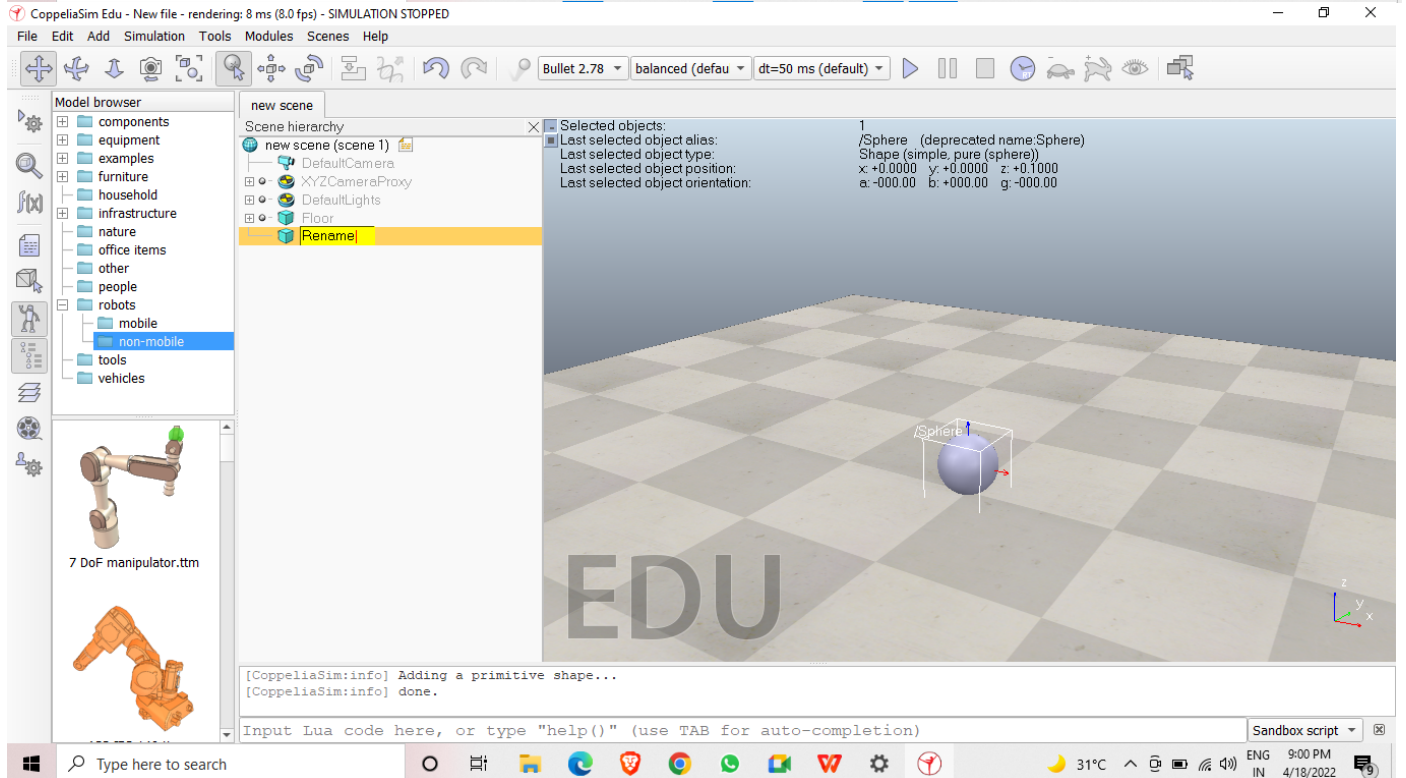 CoppeliaSim Edu - New file - rendering: 8 ms (8.0 fps) - SIMULATION STOPPED
File Edit Add Simulation Tools Modules Scenes Help
Bullet 2.78 balanced (defau dt=50 ms (default)
Model browser
components
equipment
examples
furniture
household
infrastructure
nature
office items
other
people
robots
mobile
non-mobile
tools
vehicles
7 DoF manipulator.ttm
new scene
Scene hierarchy
new scene (scene 1)
DefaultCamera
XYZCameraProxy
DefaultLights
Floor
Rename
Selected objects: 1
Last selected object alias: /Sphere (deprecated name:Sphere)
Last selected object type: Shape (simple, pure (sphere))
Last selected object position: x: +0.0000 y: +0.0000 z: +0.1000
Last selected object orientation: a: -000.00 b: +000.00 g: -000.00
/Sphere
EDU
z
y
x
[CoppeliaSim:info] Adding a primitive shape...
[CoppeliaSim:info] done.
Input Lua code here, or type "help()" (use TAB for auto-completion)
Sandbox script
Type here to search
31°C
ENG
IN
9:00 PM
4/18/2022
9